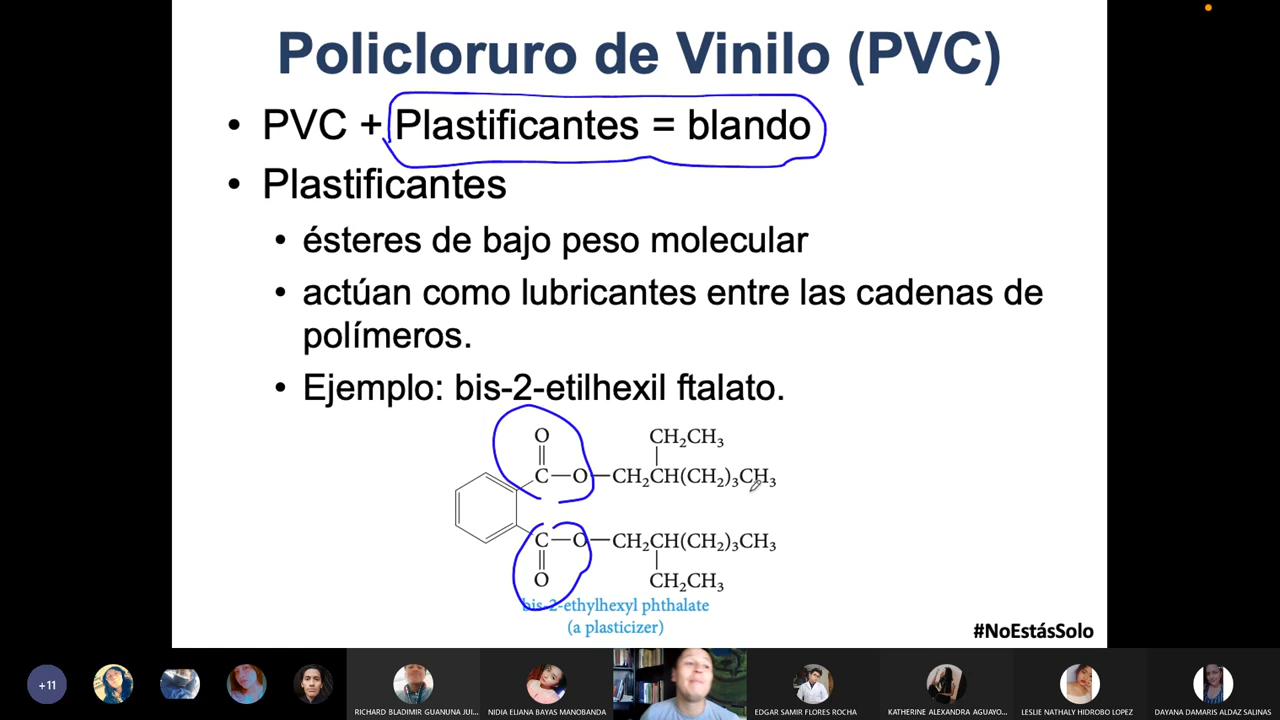 Policloruro de Vinilo (PVC)
• PVC + Plastificantes = blando
• Plastificantes
• ésteres de bajo peso molecular
• actúan como lubricantes entre las cadenas de
polímeros.
• Ejemplo: bis-2-etilhexil ftalato.
O CH₂CH₃
C—O—CH₂CH(CH₂)₃CH₃
C—O—CH₂CH(CH₂)₃CH₃
O CH₂CH₃
bis-2-ethylhexyl phthalate
(a plasticizer)
#NoEstásSolo
+11
RICHARD BLADIMIR GUANUNA JUI...
NIDIA ELIANA BAYAS MANOBANDA
EDGAR SAMIR FLORES ROCHA
KATHERINE ALEXANDRA AGUAYO...
LESLIE NATHALY HIDROBO LOPEZ
DAYANA DAMARIS ALDAZ SALINAS